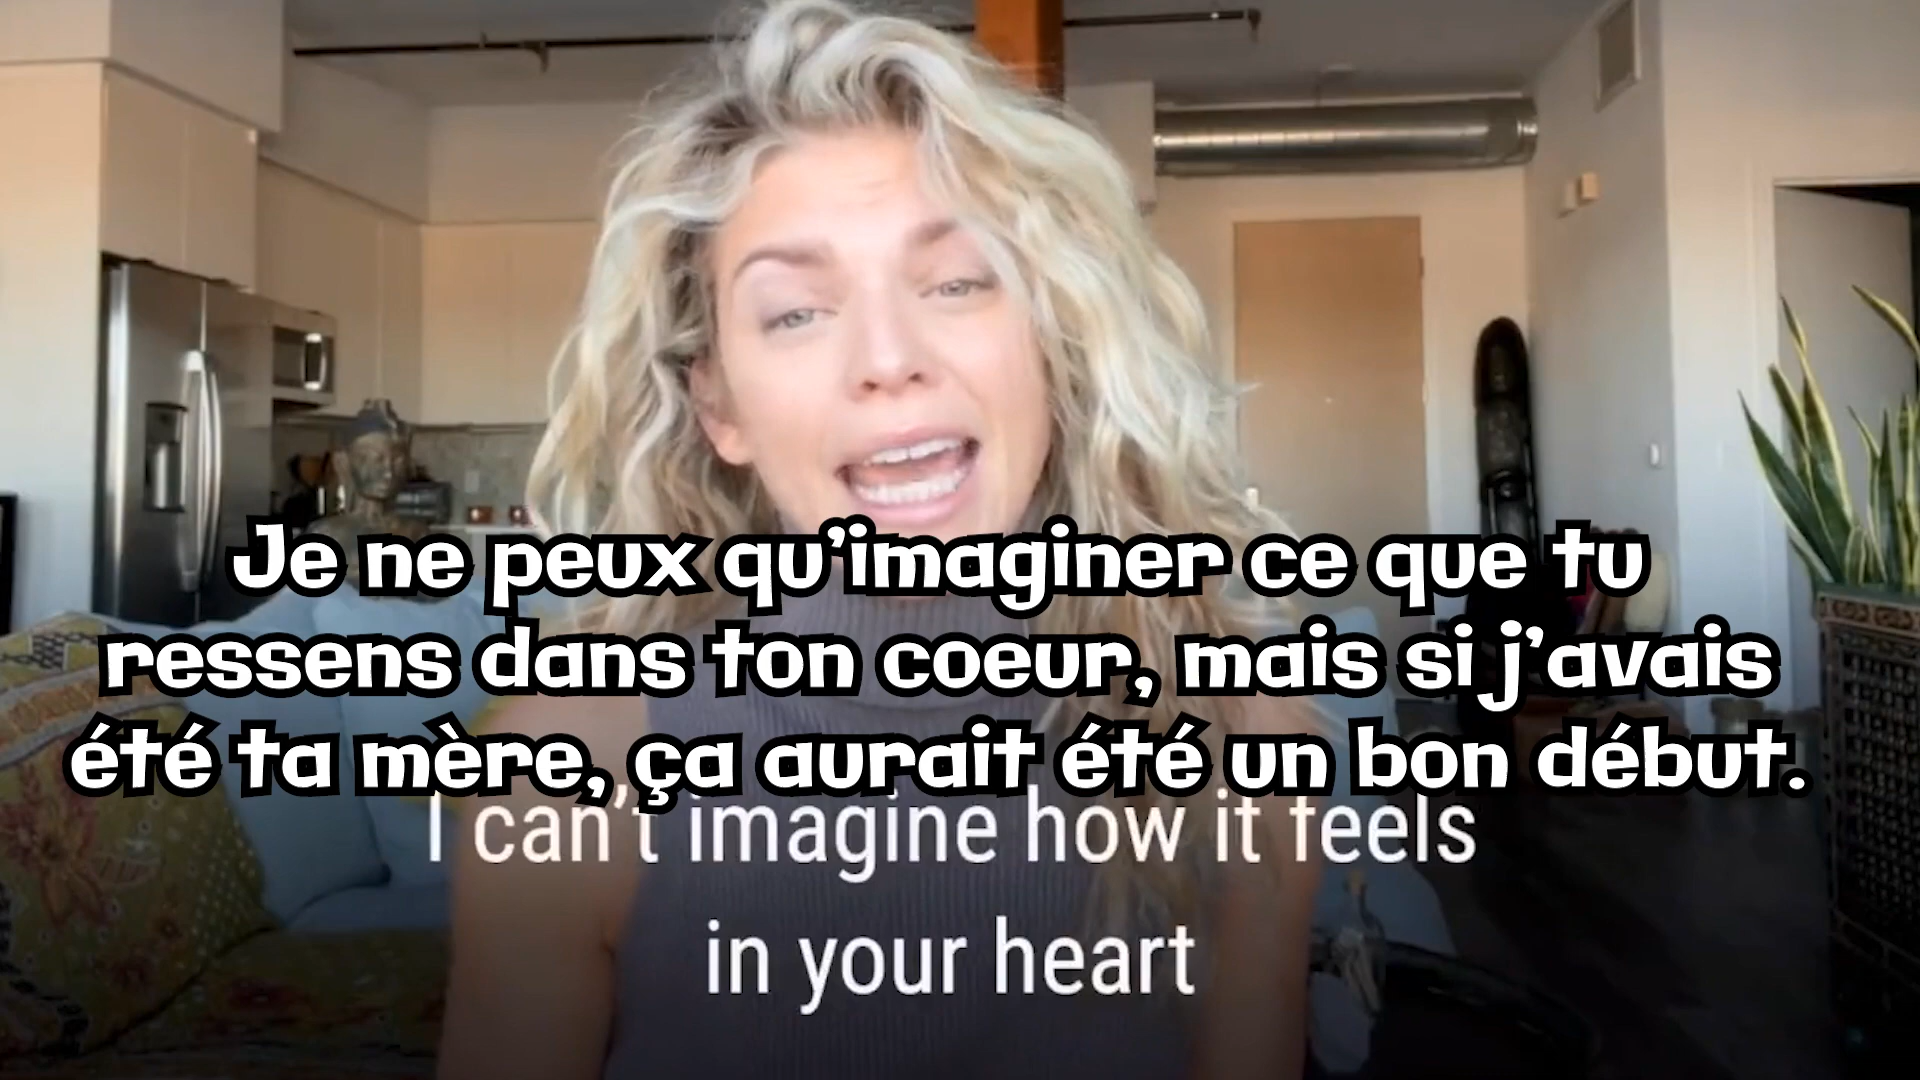 Je ne peux qu'imaginer ce que tu
ressens dans ton coeur, mais si j'avais
été ta mère, ça aurait été un bon début.
I can't imagine how it feels
in your heart